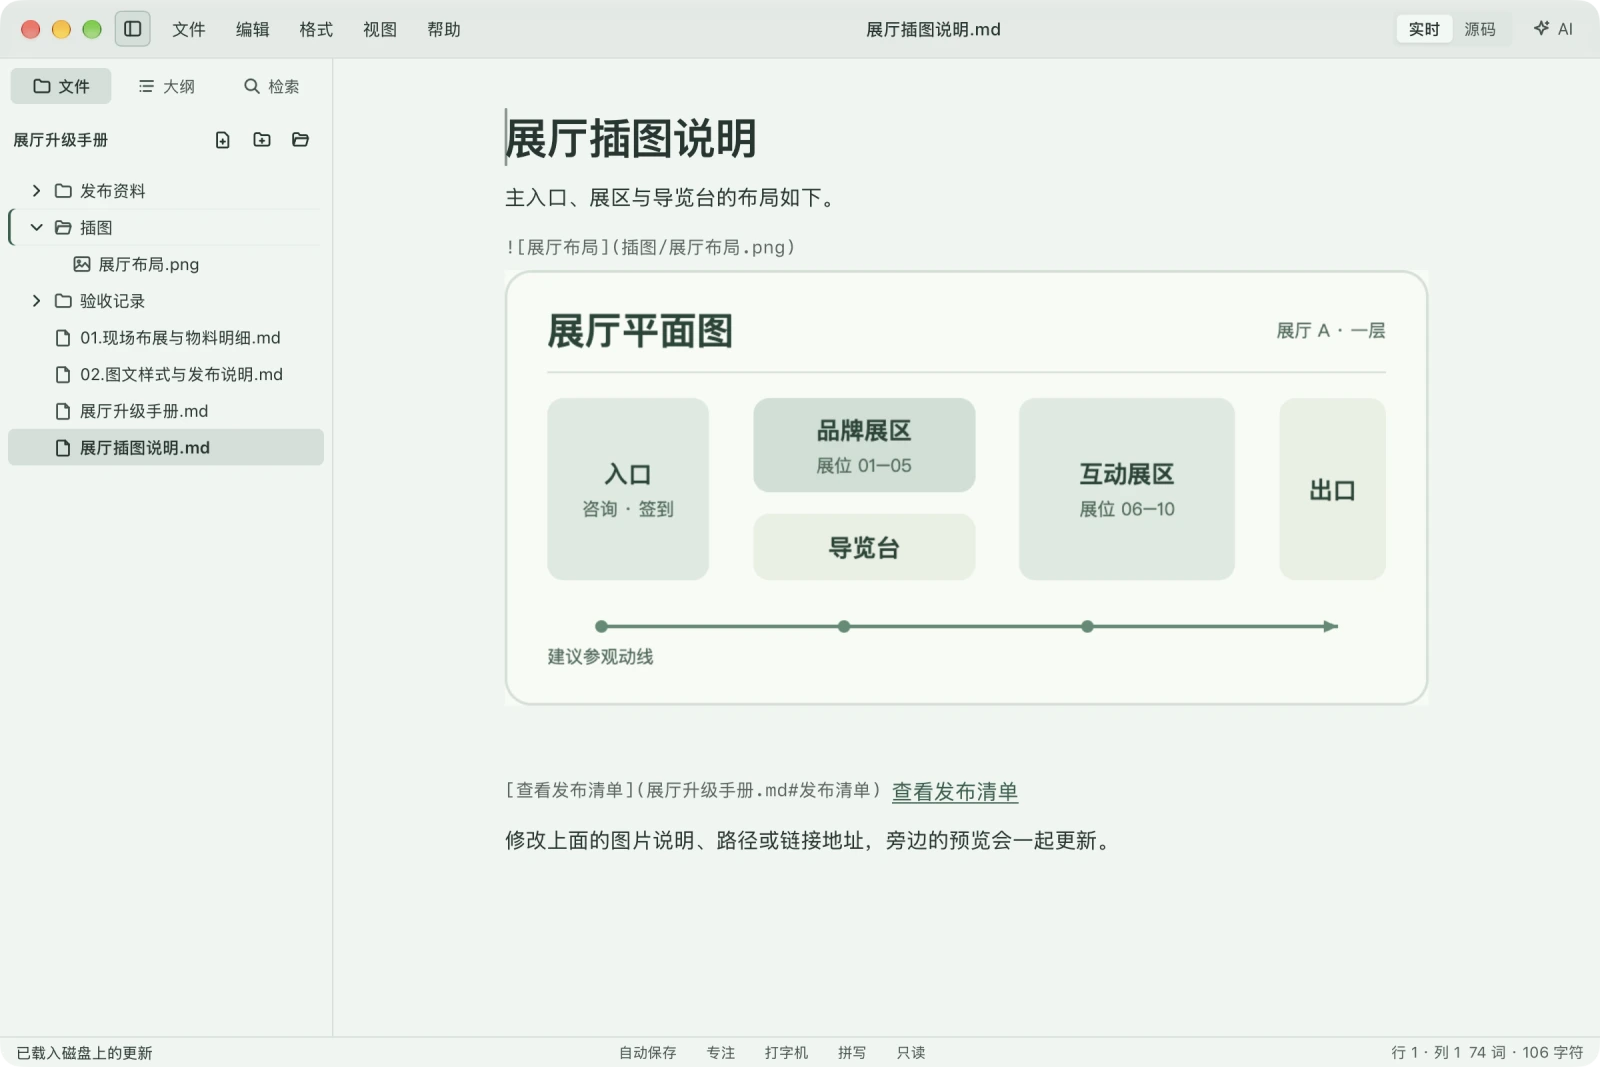 文件 编辑 格式 视图 帮助 展厅插图说明.md 实时 源码 AI
文件 大纲 检索
展厅升级手册
发布资料
插图
展厅布局.png
验收记录
01.现场布展与物料明细.md
02.图文样式与发布说明.md
展厅升级手册.md
展厅插图说明.md
展厅插图说明
主入口、展区与导览台的布局如下。
![展厅布局](插图/展厅布局.png)
展厅平面图 展厅 A · 一层
入口
咨询 · 签到
品牌展区
展位 01—05
导览台
互动展区
展位 06—10
出口
建议参观动线
[查看发布清单](展厅升级手册.md#发布清单) 查看发布清单
修改上面的图片说明、路径或链接地址，旁边的预览会一起更新。
已载入磁盘上的更新 自动保存 专注 打字机 拼写 只读 行 1 · 列 1 74 词 · 106 字符